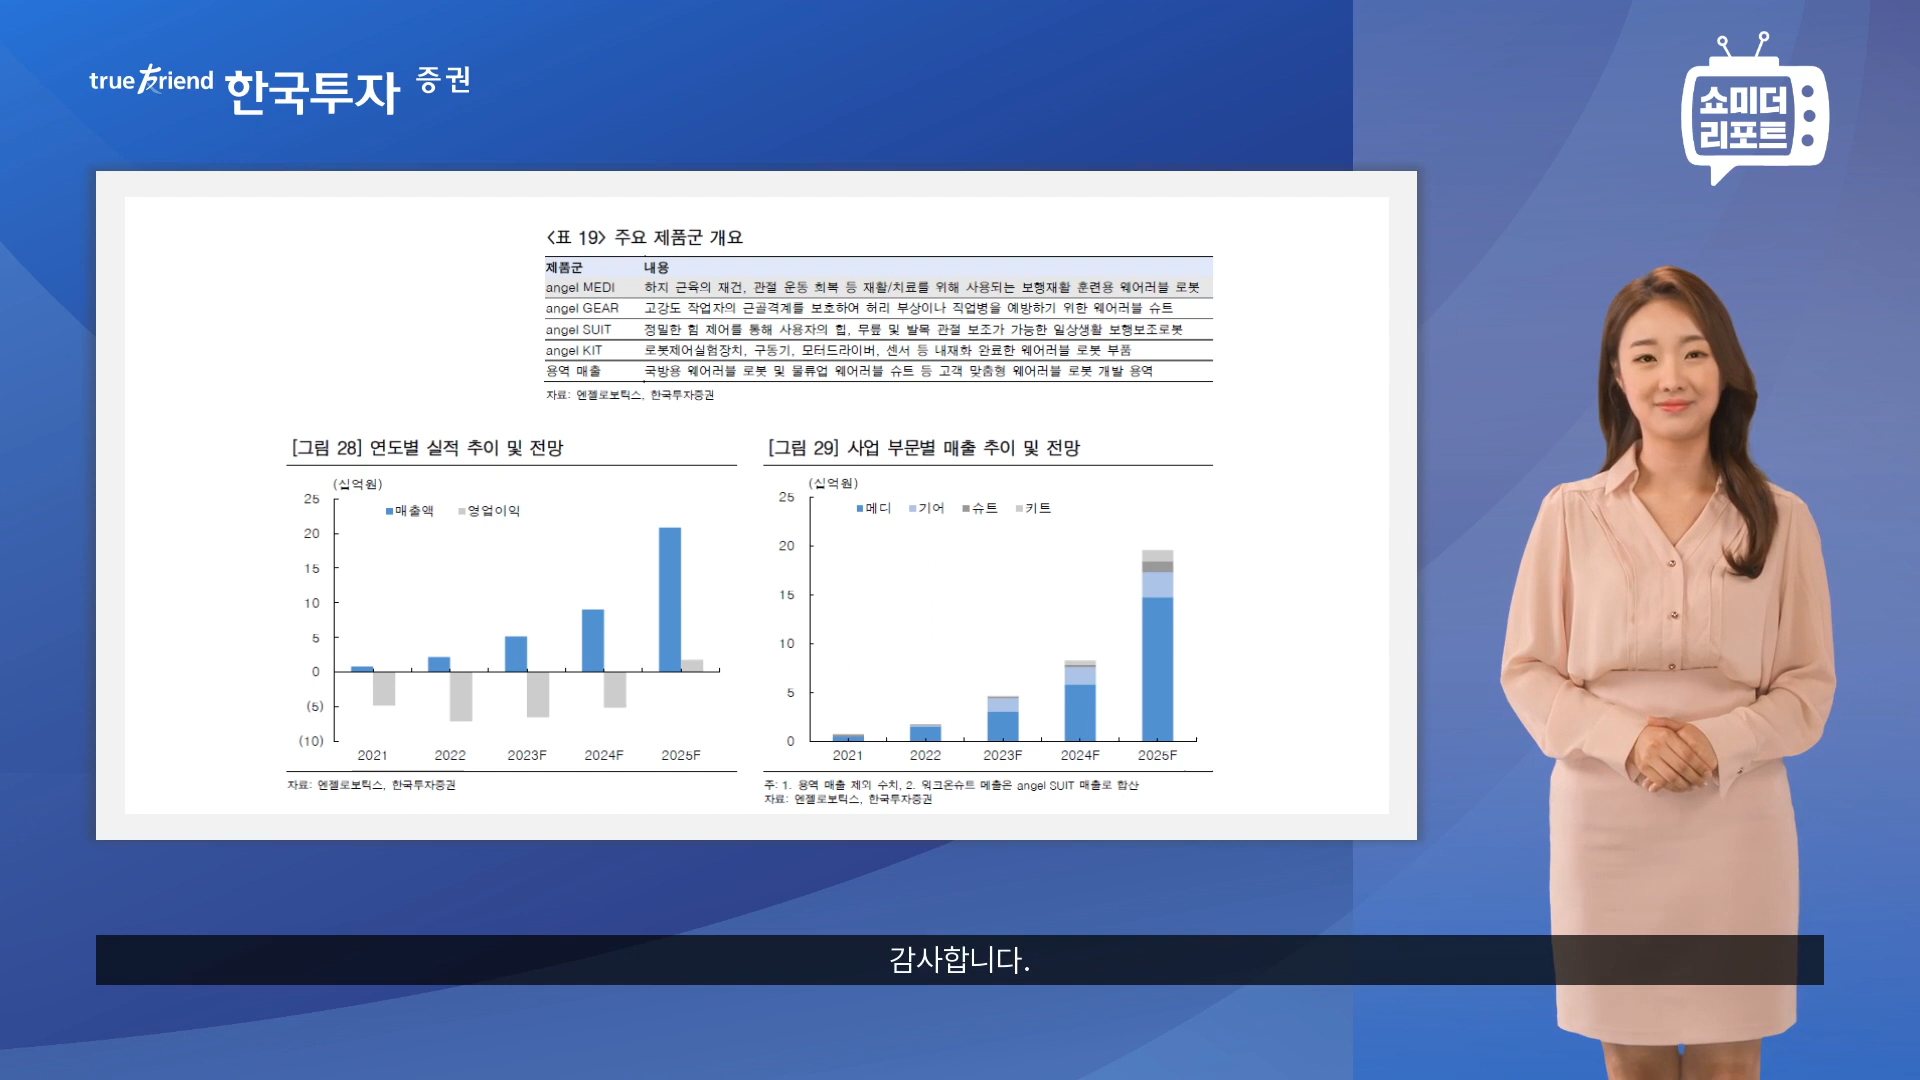 true friend 한국투자 증권
쇼미더
리포트
<표 19> 주요 제품군 개요
제품군 내용
angel MEDI 하지 근육의 재건, 관절 운동 회복 등 재활/치료를 위해 사용되는 보행재활 훈련용 웨어러블 로봇
angel GEAR 고강도 작업자의 근골격계를 보호하여 허리 부상이나 직업병을 예방하기 위한 웨어러블 슈트
angel SUIT 정밀한 힘 제어를 통해 사용자의 힙, 무릎 및 발목 관절 보조가 가능한 일상생활 보행보조로봇
angel KIT 로봇제어실험장치, 구동기, 모터드라이버, 센서 등 내재화 완료한 웨어러블 로봇 부품
용역 매출 국방용 웨어러블 로봇 및 물류업 웨어러블 슈트 등 고객 맞춤형 웨어러블 로봇 개발 용역
자료: 엔젤로보틱스, 한국투자증권
[그림 28] 연도별 실적 추이 및 전망
(십억원)
매출액 영업이익
25
20
15
10
5
0
(5)
(10)
2021 2022 2023F 2024F 2025F
자료: 엔젤로보틱스, 한국투자증권
[그림 29] 사업 부문별 매출 추이 및 전망
(십억원)
메디 기어 슈트 키트
25
20
15
10
5
0
2021 2022 2023F 2024F 2025F
주: 1. 용역 매출 제외 수치, 2. 워크온슈트 매출은 angel SUIT 매출로 합산
자료: 엔젤로보틱스, 한국투자증권
감사합니다.